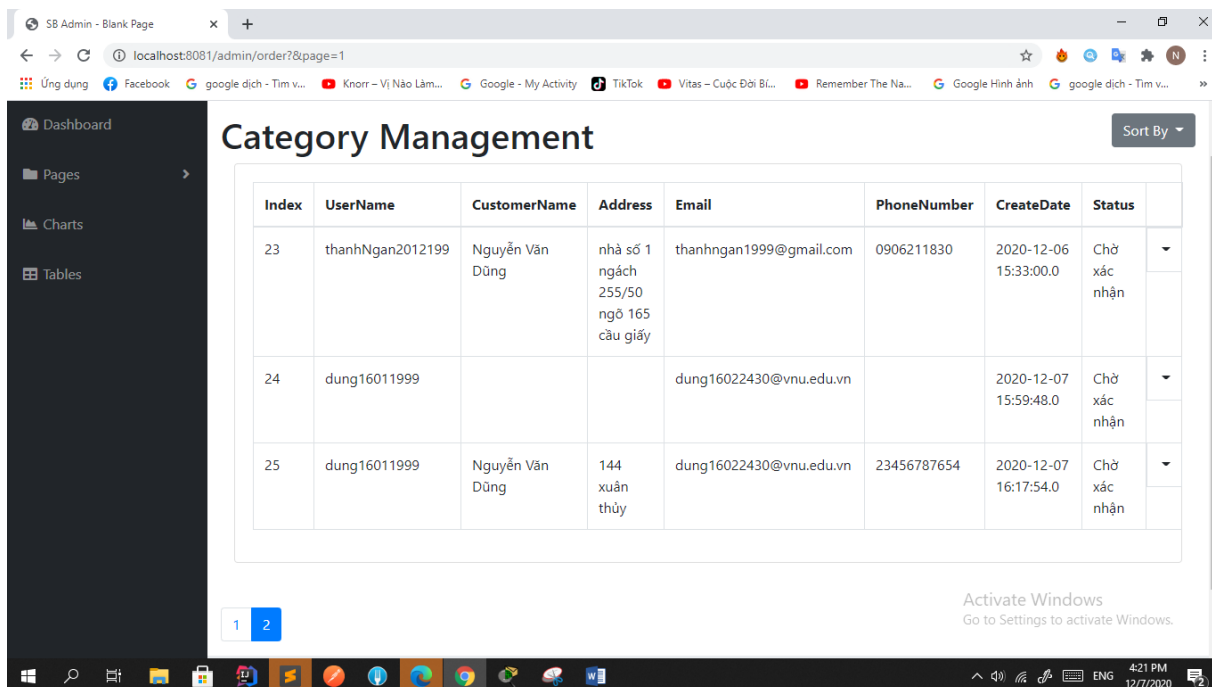 SB Admin - Blank Page
localhost:8081/admin/order?&page=1
N
Ứng dụng Facebook google dịch - Tìm v... Knorr – Vị Nào Làm... Google - My Activity TikTok Vitas – Cuộc Đời Bí... Remember The Na... Google Hình ảnh google dịch - Tìm v... »
Dashboard
Pages
Charts
Tables
Category Management
Sort By
Index UserName CustomerName Address Email PhoneNumber CreateDate Status
23 thanhNgan2012199 Nguyễn Văn nhà số 1 thanhngan1999@gmail.com 0906211830 2020-12-06 Chờ
Dũng ngách 15:33:00.0 xác
255/50 nhận
ngõ 165
cầu giấy
24 dung16011999 dung16022430@vnu.edu.vn 2020-12-07 Chờ
15:59:48.0 xác
nhận
25 dung16011999 Nguyễn Văn 144 dung16022430@vnu.edu.vn 23456787654 2020-12-07 Chờ
Dũng xuân 16:17:54.0 xác
thủy nhận
1 2
Activate Windows
Go to Settings to activate Windows.
ENG
4:21 PM
12/7/2020
2